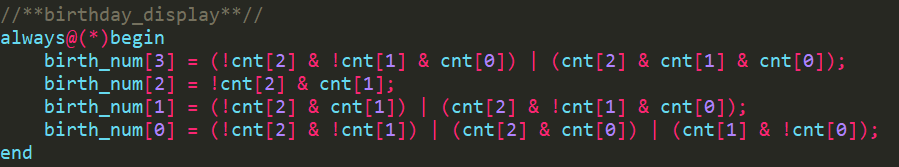 //**birthday_display**//
always@(*)begin
    birth_num[3] = (!cnt[2] & !cnt[1] & cnt[0]) | (cnt[2] & cnt[1] & cnt[0]);
    birth_num[2] = !cnt[2] & cnt[1];
    birth_num[1] = (!cnt[2] & cnt[1]) | (cnt[2] & !cnt[1] & cnt[0]);
    birth_num[0] = (!cnt[2] & !cnt[1]) | (cnt[2] & cnt[0]) | (cnt[1] & !cnt[0]);
end